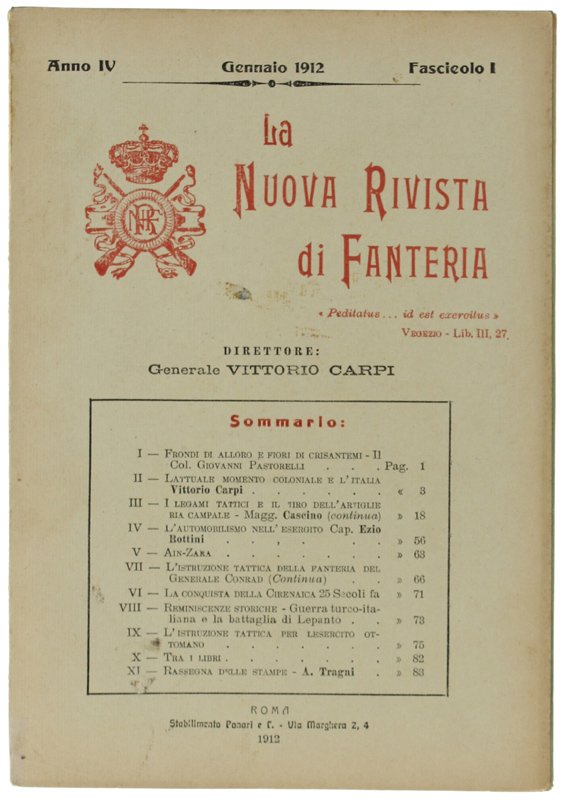 Anno IV Gennaio 1912 Fascicolo I
La
NUOVA RIVISTA
di FANTERIA
NRF
« Peditatus... id est exercitus »
VEGEZIO - Lib. III, 27.
DIRETTORE:
Generale VITTORIO CARPI
Sommario:
I — FRONDI DI ALLORO E FIORI DI CRISANTEMI - Il
Col. GIOVANNI PASTORELLI . . . Pag. 1
II — LATTUALE MOMENTO COLONIALE E L'ITALIA
Vittorio Carpi . . . . . . « 3
III — I LEGAMI TATTICI E IL TIRO DELL'ARTIGLIE
RIA CAMPALE - Magg. Cascino (continua) » 18
IV — L'AUTOMOBILISMO NELL'ESERCITO Cap. Ezio
Bottini . . , . . . » 56
V — AIN-ZARA . . . . . . . » 63
VII — L'ISTRUZIONE TATTICA DELLA FANTERIA DEL
GENERALE CONRAD (Continua) . . » 66
VI — LA CONQUISTA DELLA CIRENAICA 25 Secoli fa » 71
VIII — REMINISCENZE STORICHE - Guerra turco-ita-
liana e la battaglia di Lepanto . . » 73
IX — L'ISTRUZIONE TATTICA PER LESERCITO OT-
TOMANO . . . . . . » 75
X — TRA I LIBRI . . . . . . . » 82
XI — RASSEGNA DELLE STAMPE - A. Tragni . » 83
ROMA
Stabilimento Panari e F. - Via Marghera 2, 4
1912